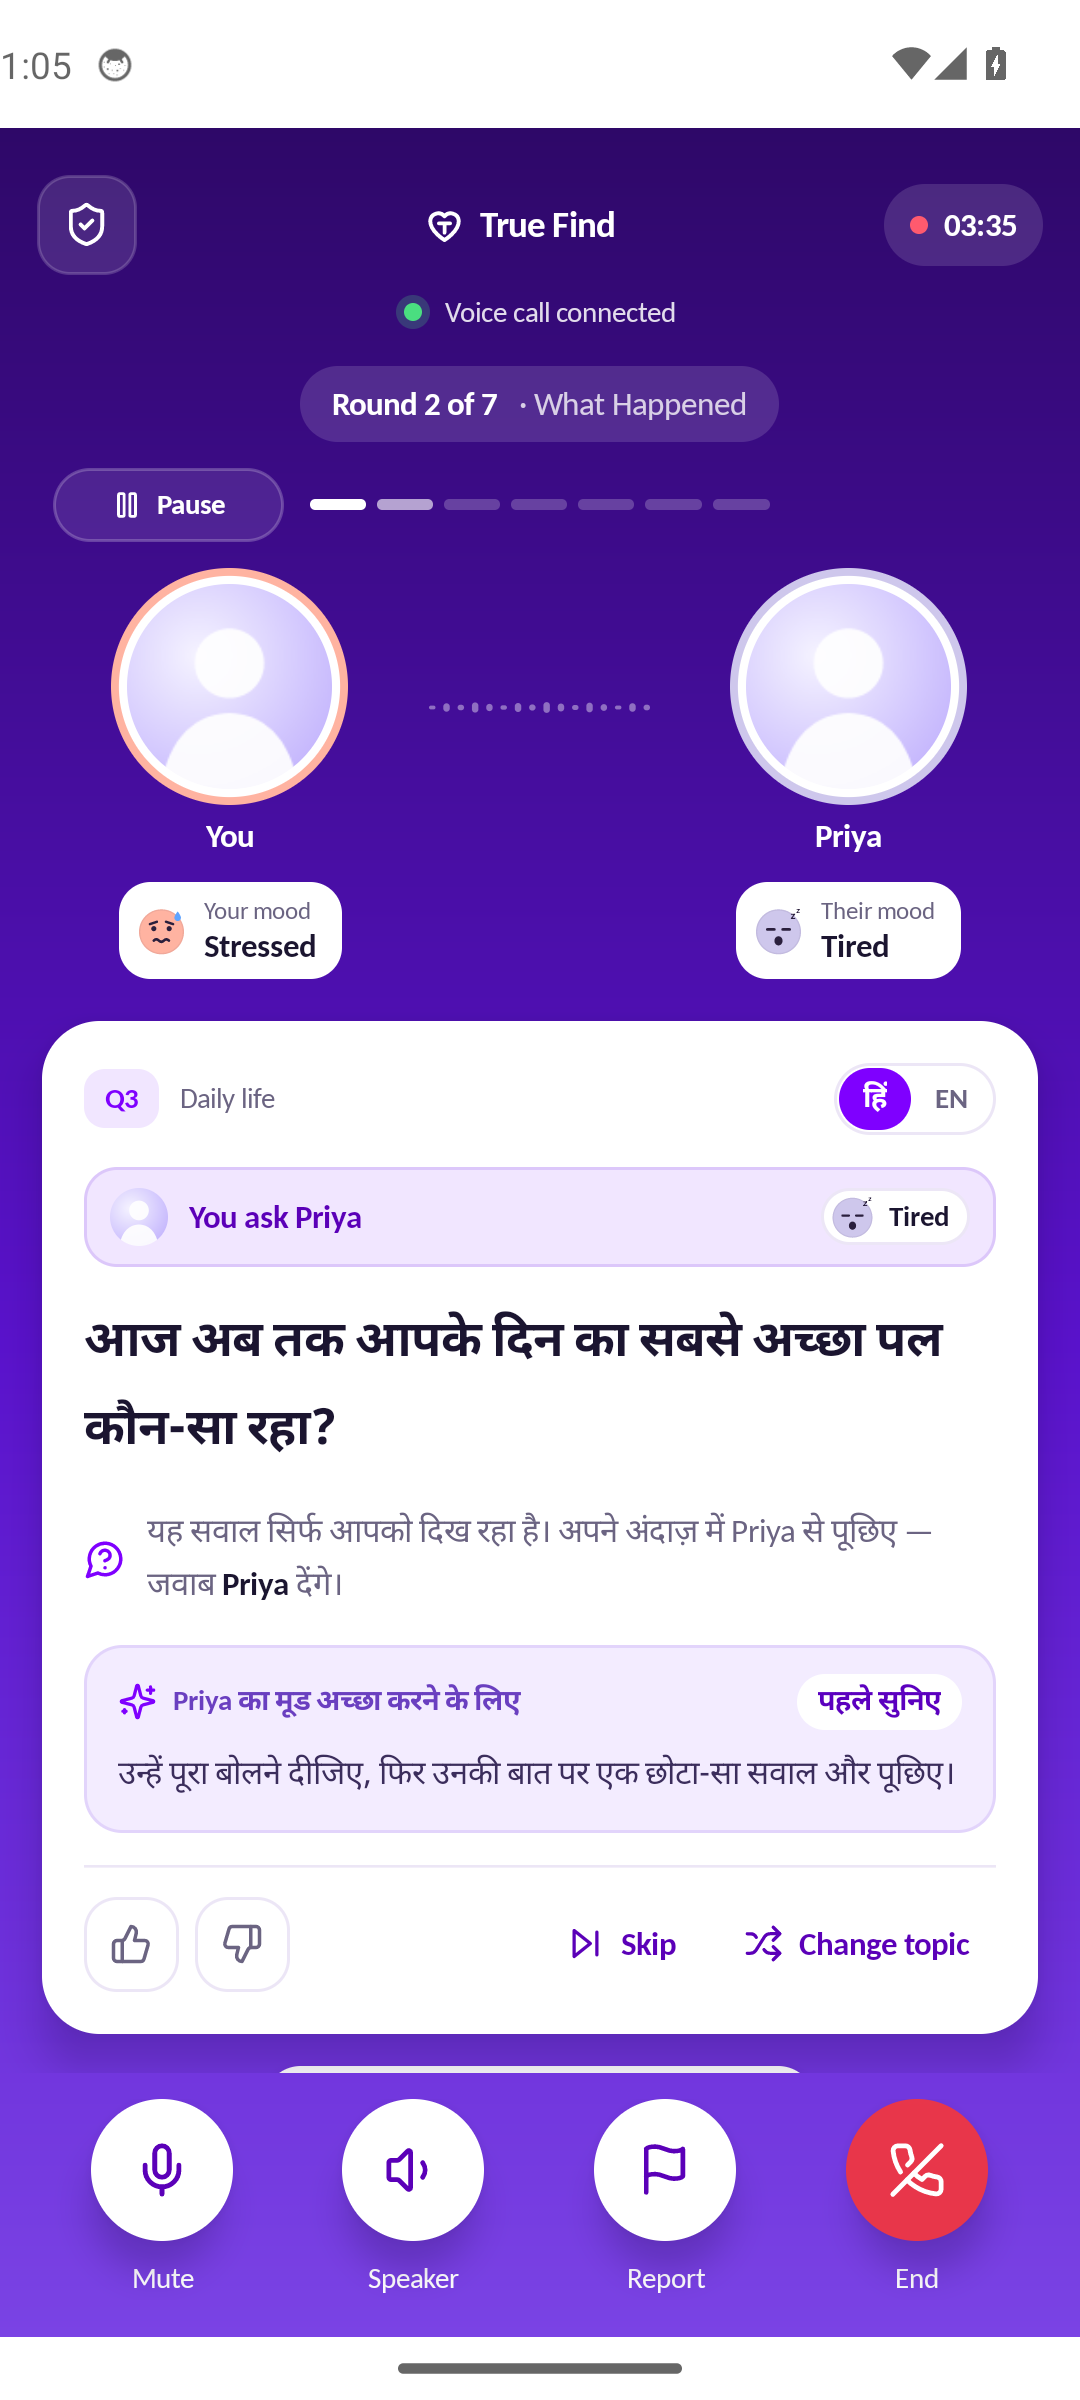 1:05
True Find
03:35
Voice call connected
Round 2 of 7 · What Happened
Pause
You
Priya
Your mood
Stressed
Their mood
Tired
Q3
Daily life
हिं
EN
You ask Priya
Tired
आज अब तक आपके दिन का सबसे अच्छा पल
कौन-सा रहा?
यह सवाल सिर्फ आपको दिख रहा है। अपने अंदाज़ में Priya से पूछिए —
जवाब Priya देंगे।
Priya का मूड अच्छा करने के लिए
पहले सुनिए
उन्हें पूरा बोलने दीजिए, फिर उनकी बात पर एक छोटा-सा सवाल और पूछिए।
Skip
Change topic
Mute
Speaker
Report
End